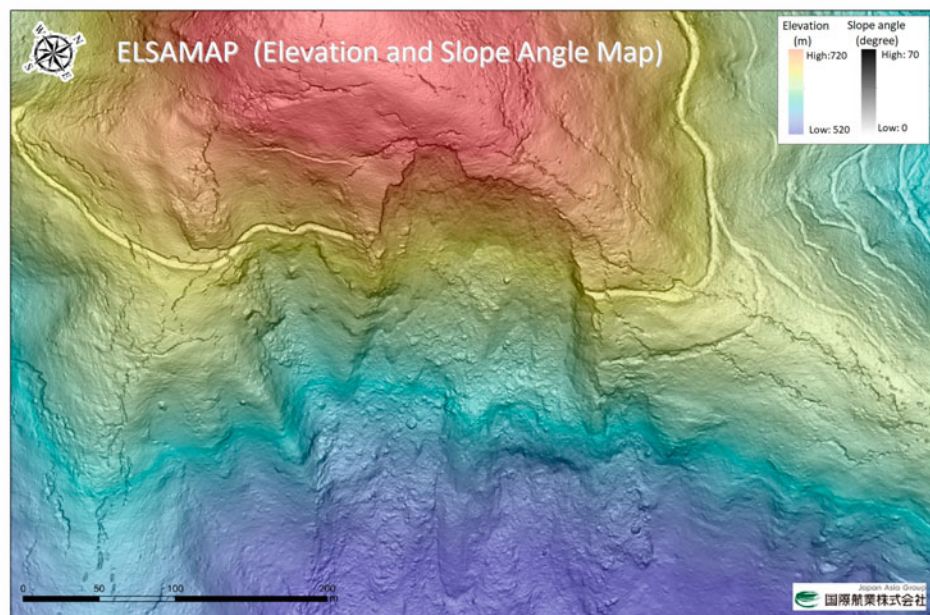 N
W
E
S
ELSAMAP (Elevation and Slope Angle Map)
Elevation
(m)
High:720
Low: 520
Slope angle
(degree)
High: 70
Low: 0
0 50 100 200
Japan Asia Group
国際航業株式会社